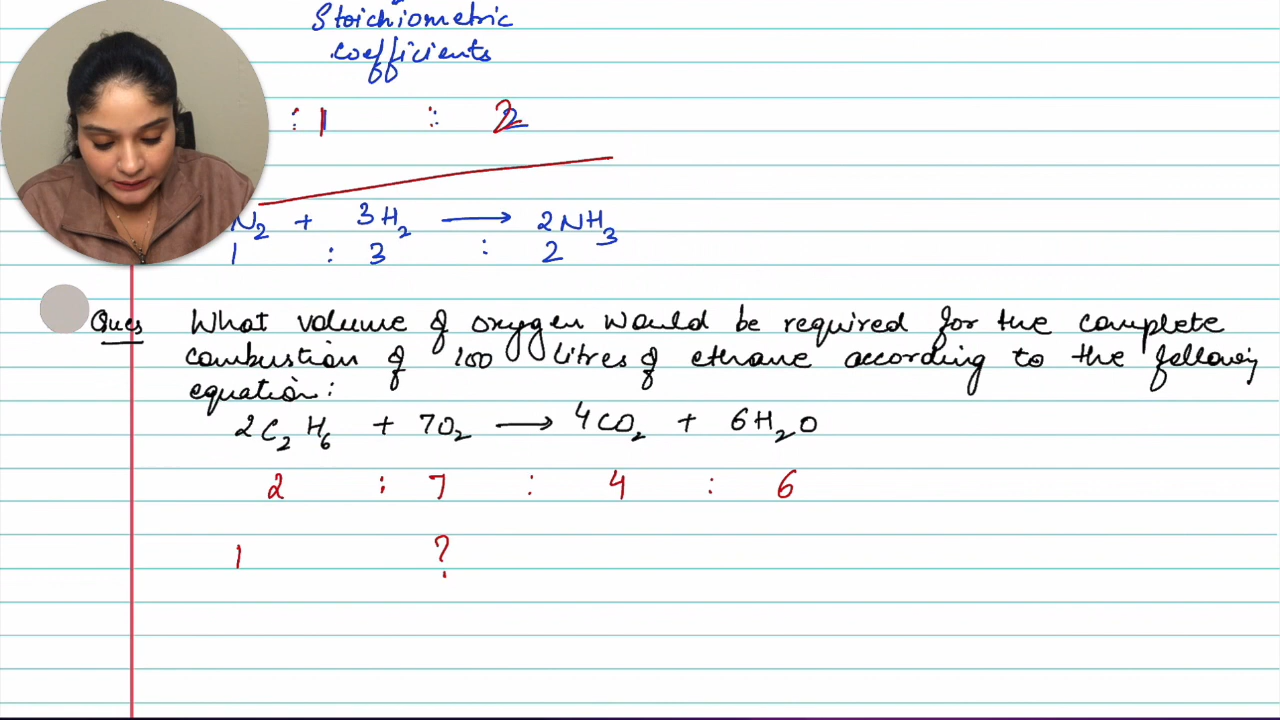 Stoichiometric
coefficients
: 1 : 2
N2 + 3H2 ⟶ 2NH3
1 : 3 : 2
Ques What volume of oxygen would be required for the complete
combustion of 100 litres of ethane according to the following
equation:
2C2H6 + 7O2 ⟶ 4CO2 + 6H2O
2 : 7 : 4 : 6
1 ?